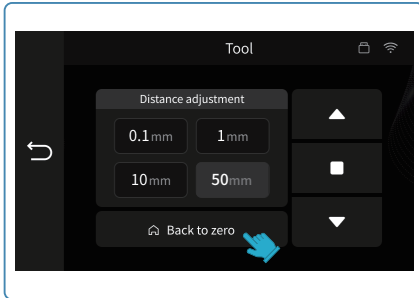 Tool
Distance adjustment
0.1mm 1mm
10mm 50mm
Back to zero